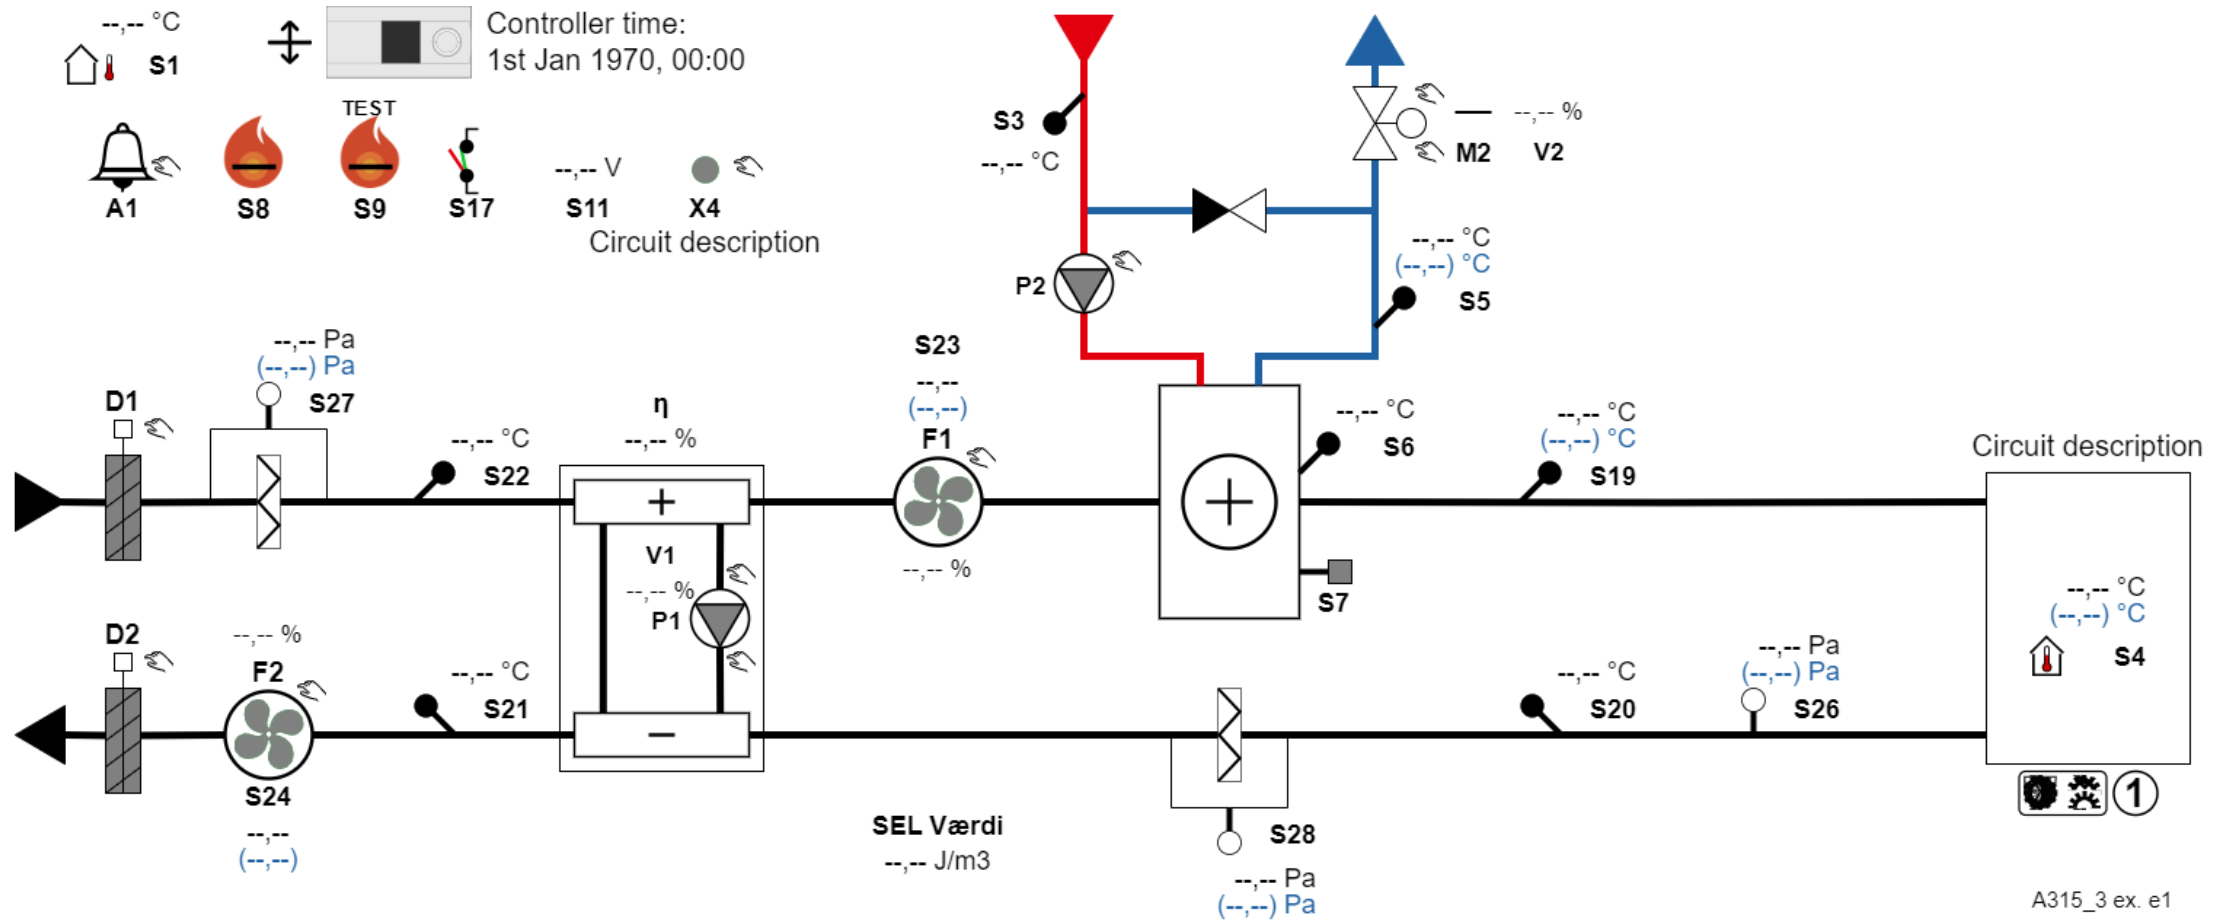 --,-- °C
S1
Controller time:
1st Jan 1970, 00:00
A1
S8
TEST
S9
S17
--,-- V
S11
X4
Circuit description
S3
--,-- °C
--,-- %
M2
V2
--,-- °C
(--,--) °C
S5
P2
D1
--,-- Pa
(--,--) Pa
S27
--,-- °C
S22
η
--,-- %
S23
--,--
(--,--)
F1
--,-- %
--,-- °C
S6
S7
--,-- °C
(--,--) °C
S19
Circuit description
--,-- °C
(--,--) °C
S4
1
V1
--,-- %
P1
D2
--,-- %
F2
S24
--,--
(--,--)
--,-- °C
S21
SEL Værdi
--,-- J/m3
S28
--,-- Pa
(--,--) Pa
--,-- °C
S20
--,-- Pa
(--,--) Pa
S26
A315_3 ex. e1